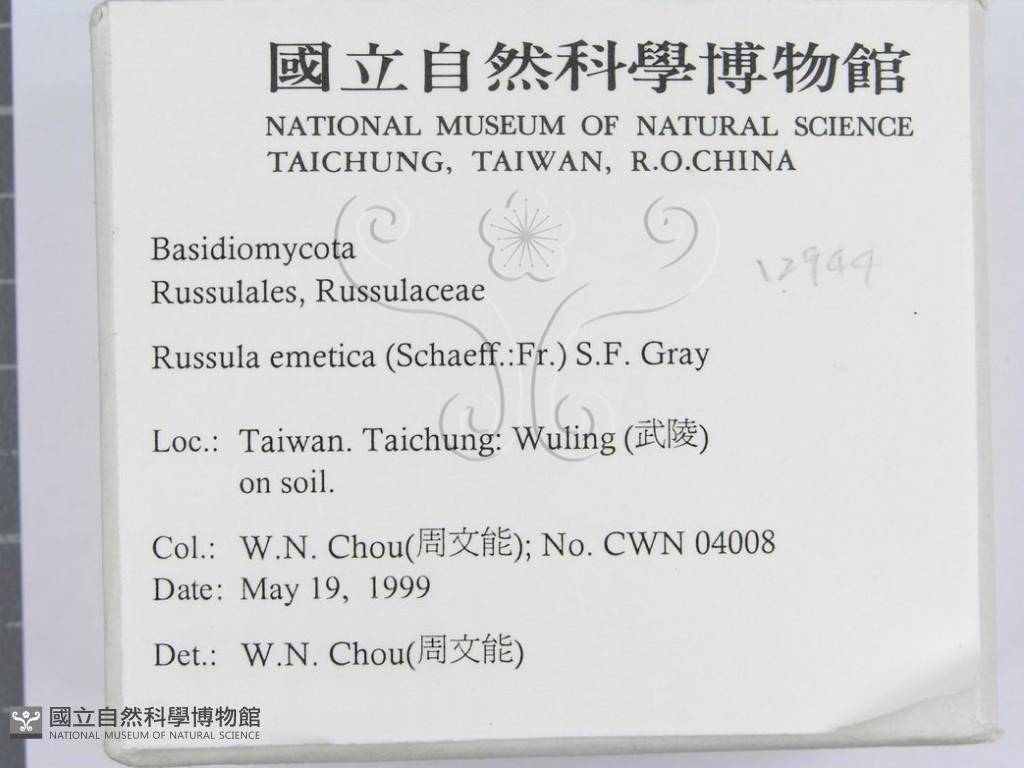 國立自然科學博物館
NATIONAL MUSEUM OF NATURAL SCIENCE
TAICHUNG, TAIWAN, R.O.CHINA
Basidiomycota
12944
Russulales, Russulaceae
Russula emetica (Schaeff.:Fr.) S.F. Gray
Loc.: Taiwan. Taichung: Wuling (武陵)
on soil.
Col.: W.N. Chou(周文能); No. CWN 04008
Date: May 19, 1999
Det.: W.N. Chou(周文能)
國立自然科學博物館
NATIONAL MUSEUM OF NATURAL SCIENCE